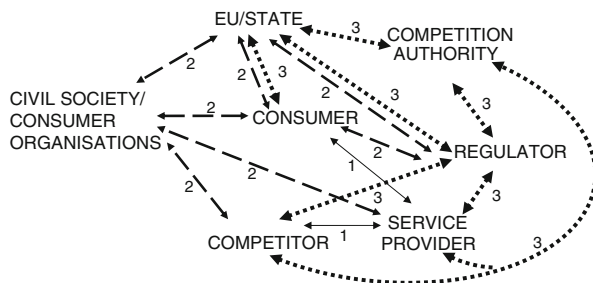 EU/STATE
3
COMPETITION
AUTHORITY
2
2
3
2
3
CIVIL SOCIETY/
CONSUMER
ORGANISATIONS
2
CONSUMER
3
2
REGULATOR
1
2
2
3
3
SERVICE
PROVIDER
COMPETITOR
1
3